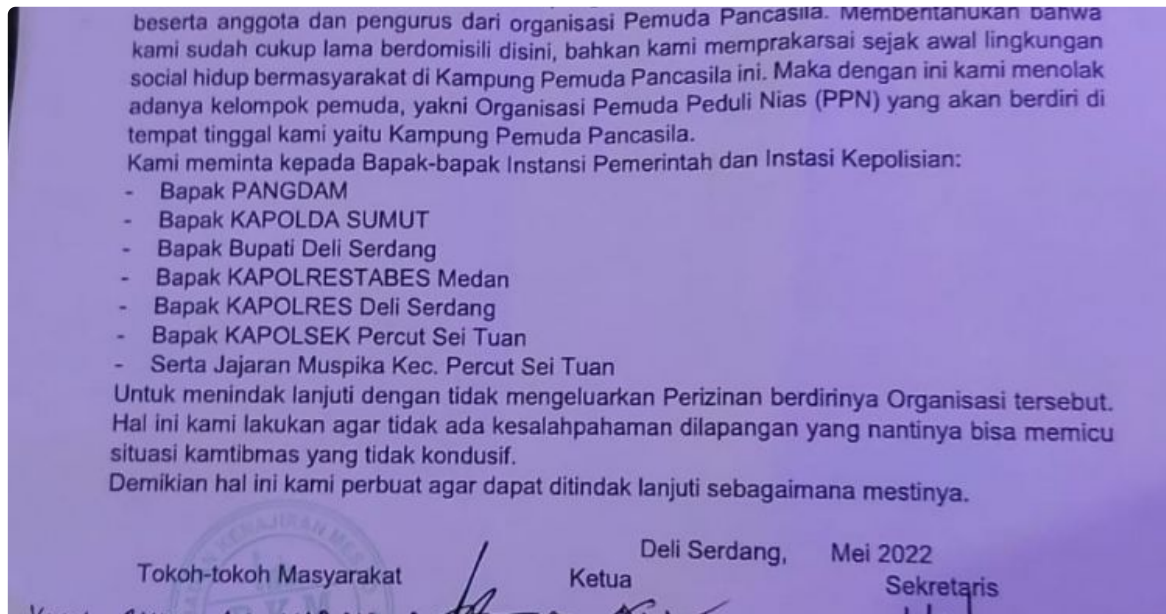 beserta anggota dan pengurus dari organisasi Pemuda Pancasila. Membentahukan bahwa
kami sudah cukup lama berdomisili disini, bahkan kami memprakarsai sejak awal lingkungan
social hidup bermasyarakat di Kampung Pemuda Pancasila ini. Maka dengan ini kami menolak
adanya kelompok pemuda, yakni Organisasi Pemuda Peduli Nias (PPN) yang akan berdiri di
tempat tinggal kami yaitu Kampung Pemuda Pancasila.
Kami meminta kepada Bapak-bapak Instansi Pemerintah dan Instasi Kepolisian:
- Bapak PANGDAM
- Bapak KAPOLDA SUMUT
- Bapak Bupati Deli Serdang
- Bapak KAPOLRESTABES Medan
- Bapak KAPOLRES Deli Serdang
- Bapak KAPOLSEK Percut Sei Tuan
- Serta Jajaran Muspika Kec. Percut Sei Tuan
Untuk menindak lanjuti dengan tidak mengeluarkan Perizinan berdirinya Organisasi tersebut.
Hal ini kami lakukan agar tidak ada kesalahpahaman dilapangan yang nantinya bisa memicu
situasi kamtibmas yang tidak kondusif.
Demikian hal ini kami perbuat agar dapat ditindak lanjuti sebagaimana mestinya.
Deli Serdang, Mei 2022
Tokoh-tokoh Masyarakat Ketua Sekretaris
BKM